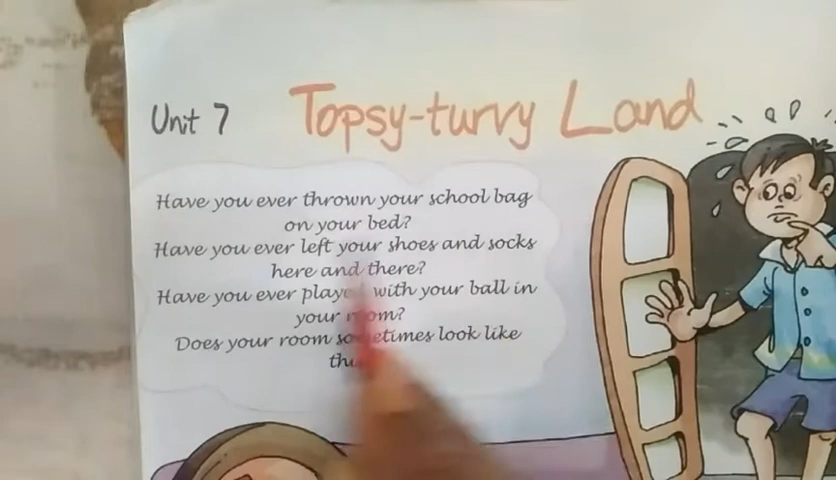 Unit 7
Topsy-turvy Land
Have you ever thrown your school bag
on your bed?
Have you ever left your shoes and socks
here and there?
Have you ever played with your ball in
your room?
Does your room sometimes look like